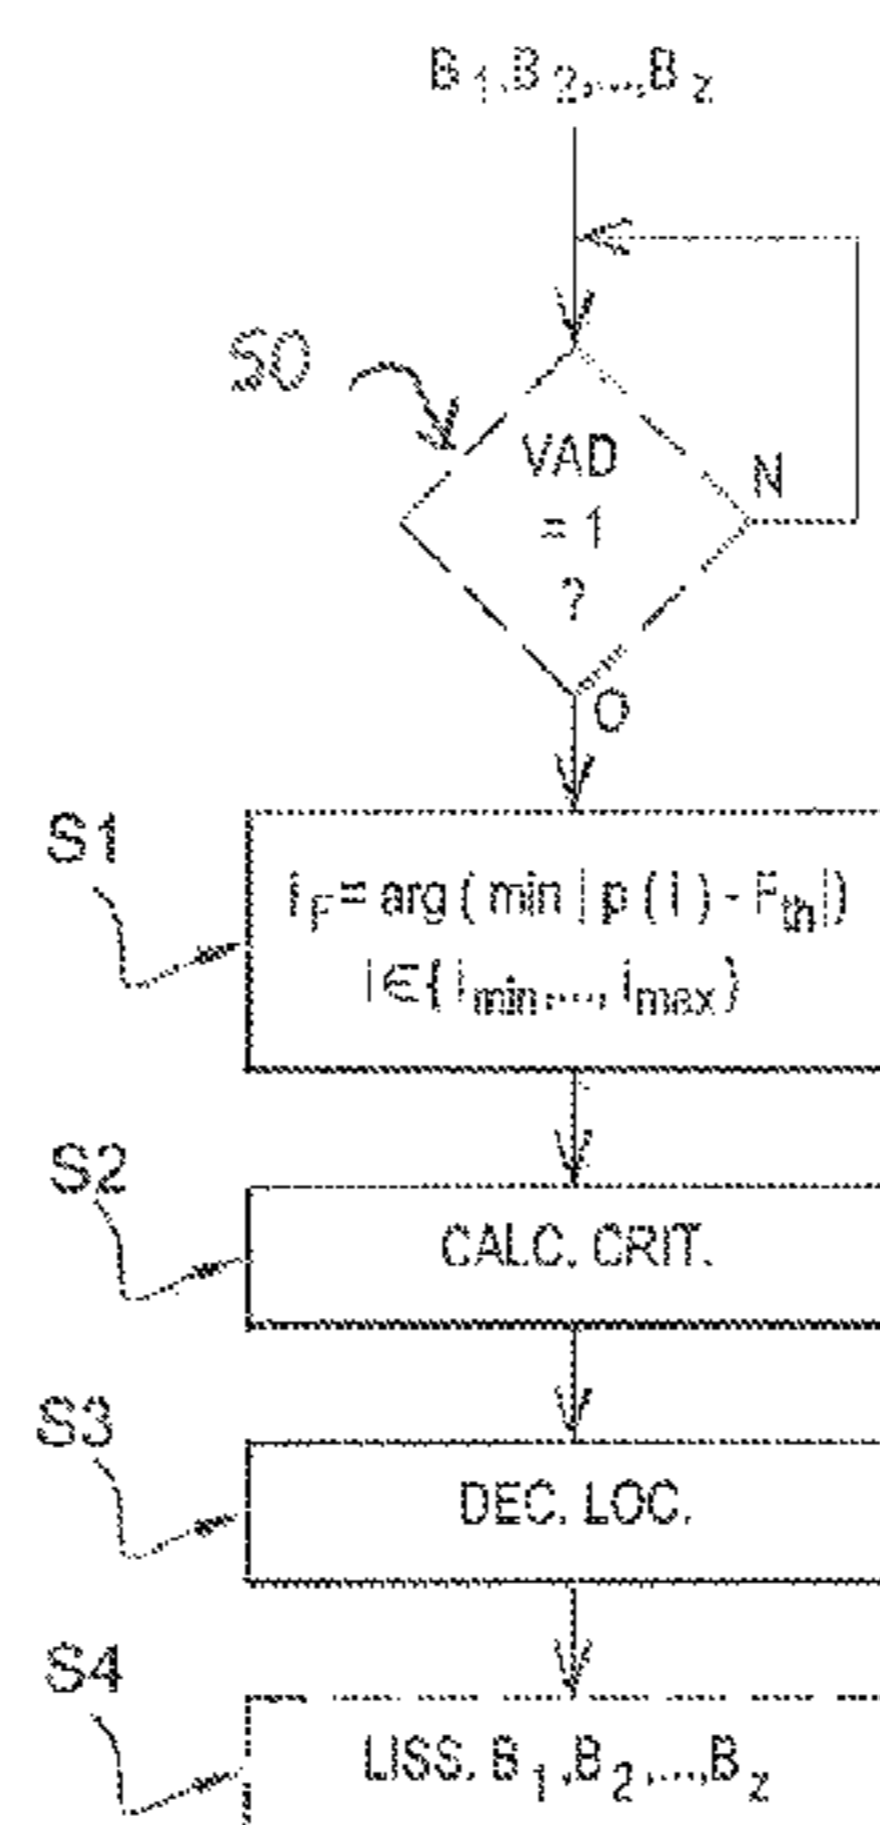 B1,B2,...,Bz
S0
VAD
= 1
?
N
O
S1
iF = arg ( min | p ( i ) - Fth | )
i∈{ imin,..., imax }
S2
CALC. CRIT.
S3
DEC. LOC.
S4
LISS. B1,B2,...,Bz